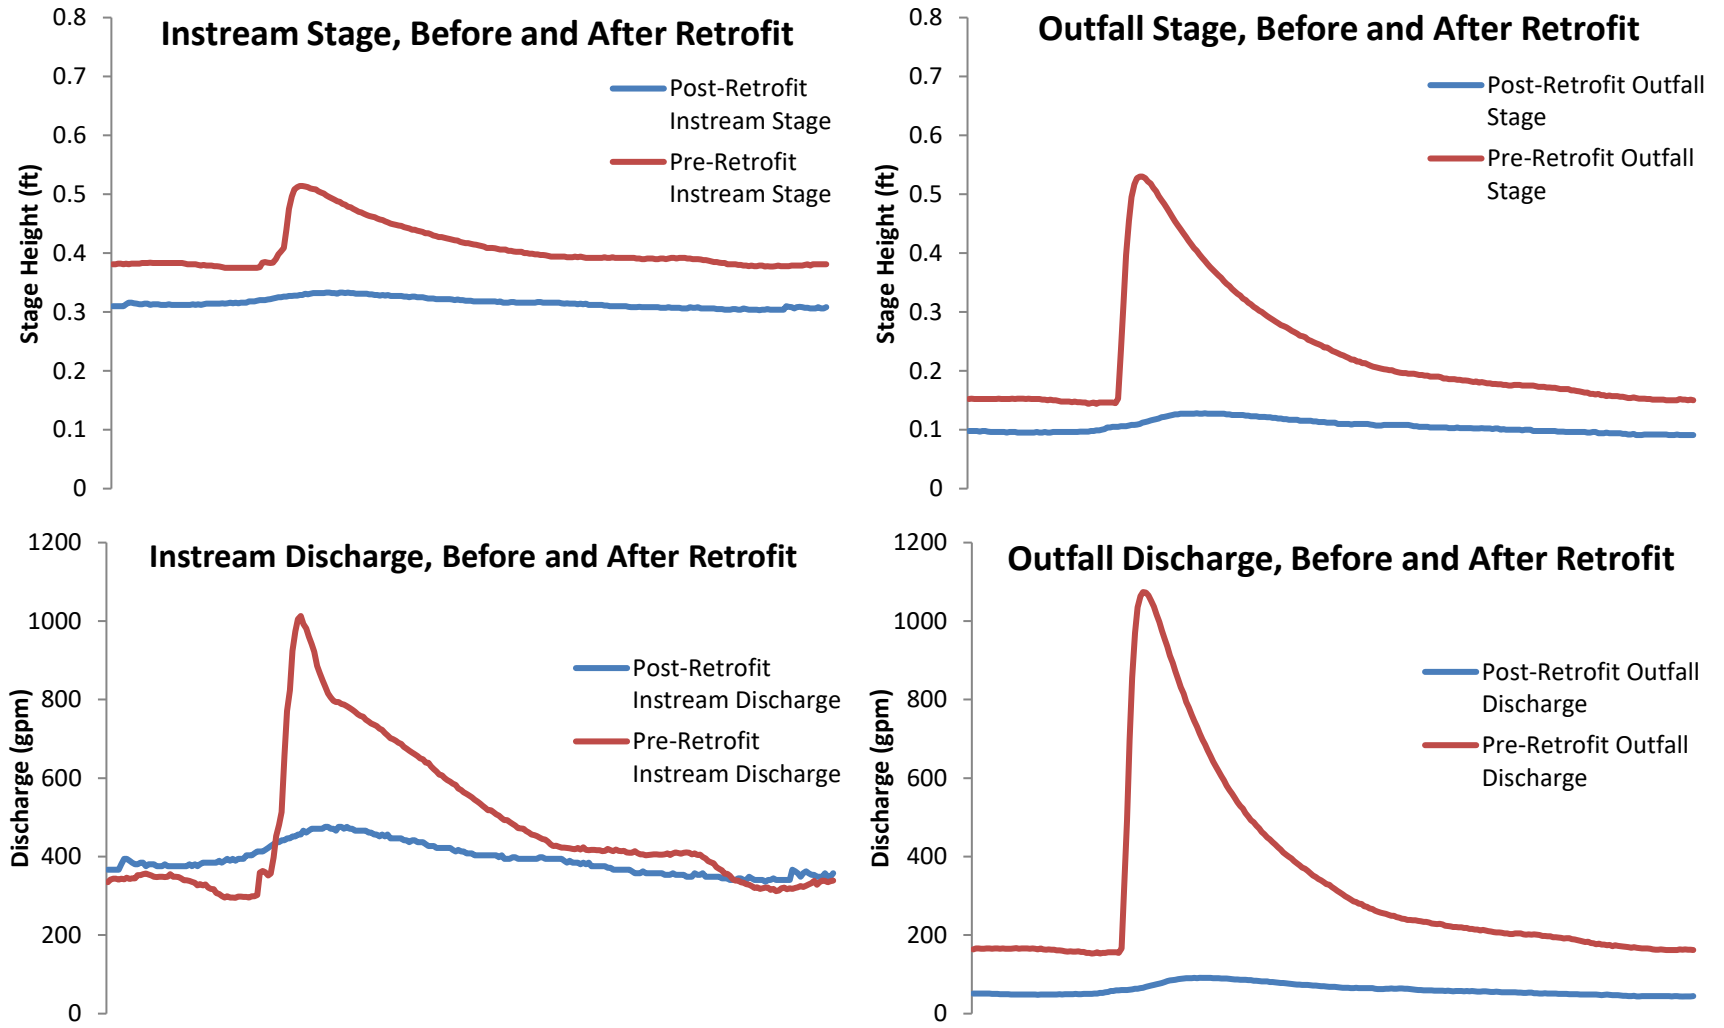 Instream Stage, Before and After Retrofit
Stage Height (ft)
0.8
0.7
0.6
0.5
0.4
0.3
0.2
0.1
0
Post-Retrofit
Instream Stage
Pre-Retrofit
Instream Stage
Outfall Stage, Before and After Retrofit
Stage Height (ft)
0.8
0.7
0.6
0.5
0.4
0.3
0.2
0.1
0
Post-Retrofit Outfall
Stage
Pre-Retrofit Outfall
Stage
Instream Discharge, Before and After Retrofit
Discharge (gpm)
1200
1000
800
600
400
200
0
Post-Retrofit
Instream Discharge
Pre-Retrofit
Instream Discharge
Outfall Discharge, Before and After Retrofit
Discharge (gpm)
1200
1000
800
600
400
200
0
Post-Retrofit Outfall
Discharge
Pre-Retrofit Outfall
Discharge